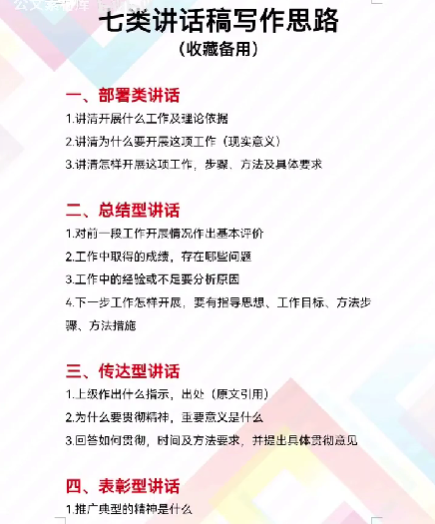 七类讲话稿写作思路
（收藏备用）
一、部署类讲话
1.讲清开展什么工作及理论依据
2.讲清为什么要开展这项工作（现实意义）
3.讲清怎样开展这项工作，步骤、方法及具体要求
二、总结型讲话
1.对前一段工作开展情况作出基本评价
2.工作中取得的成绩，存在哪些问题
3.工作中的经验或不足要分析原因
4.下一步工作怎样开展，要有指导思想、工作目标、方法步
骤、方法措施
三、传达型讲话
1.上级作出什么指示，出处（原文引用）
2.为什么要贯彻精神，重要意义是什么
3.回答如何贯彻，时间及方法要求，并提出具体贯彻意见
四、表彰型讲话
1.推广典型的精神是什么